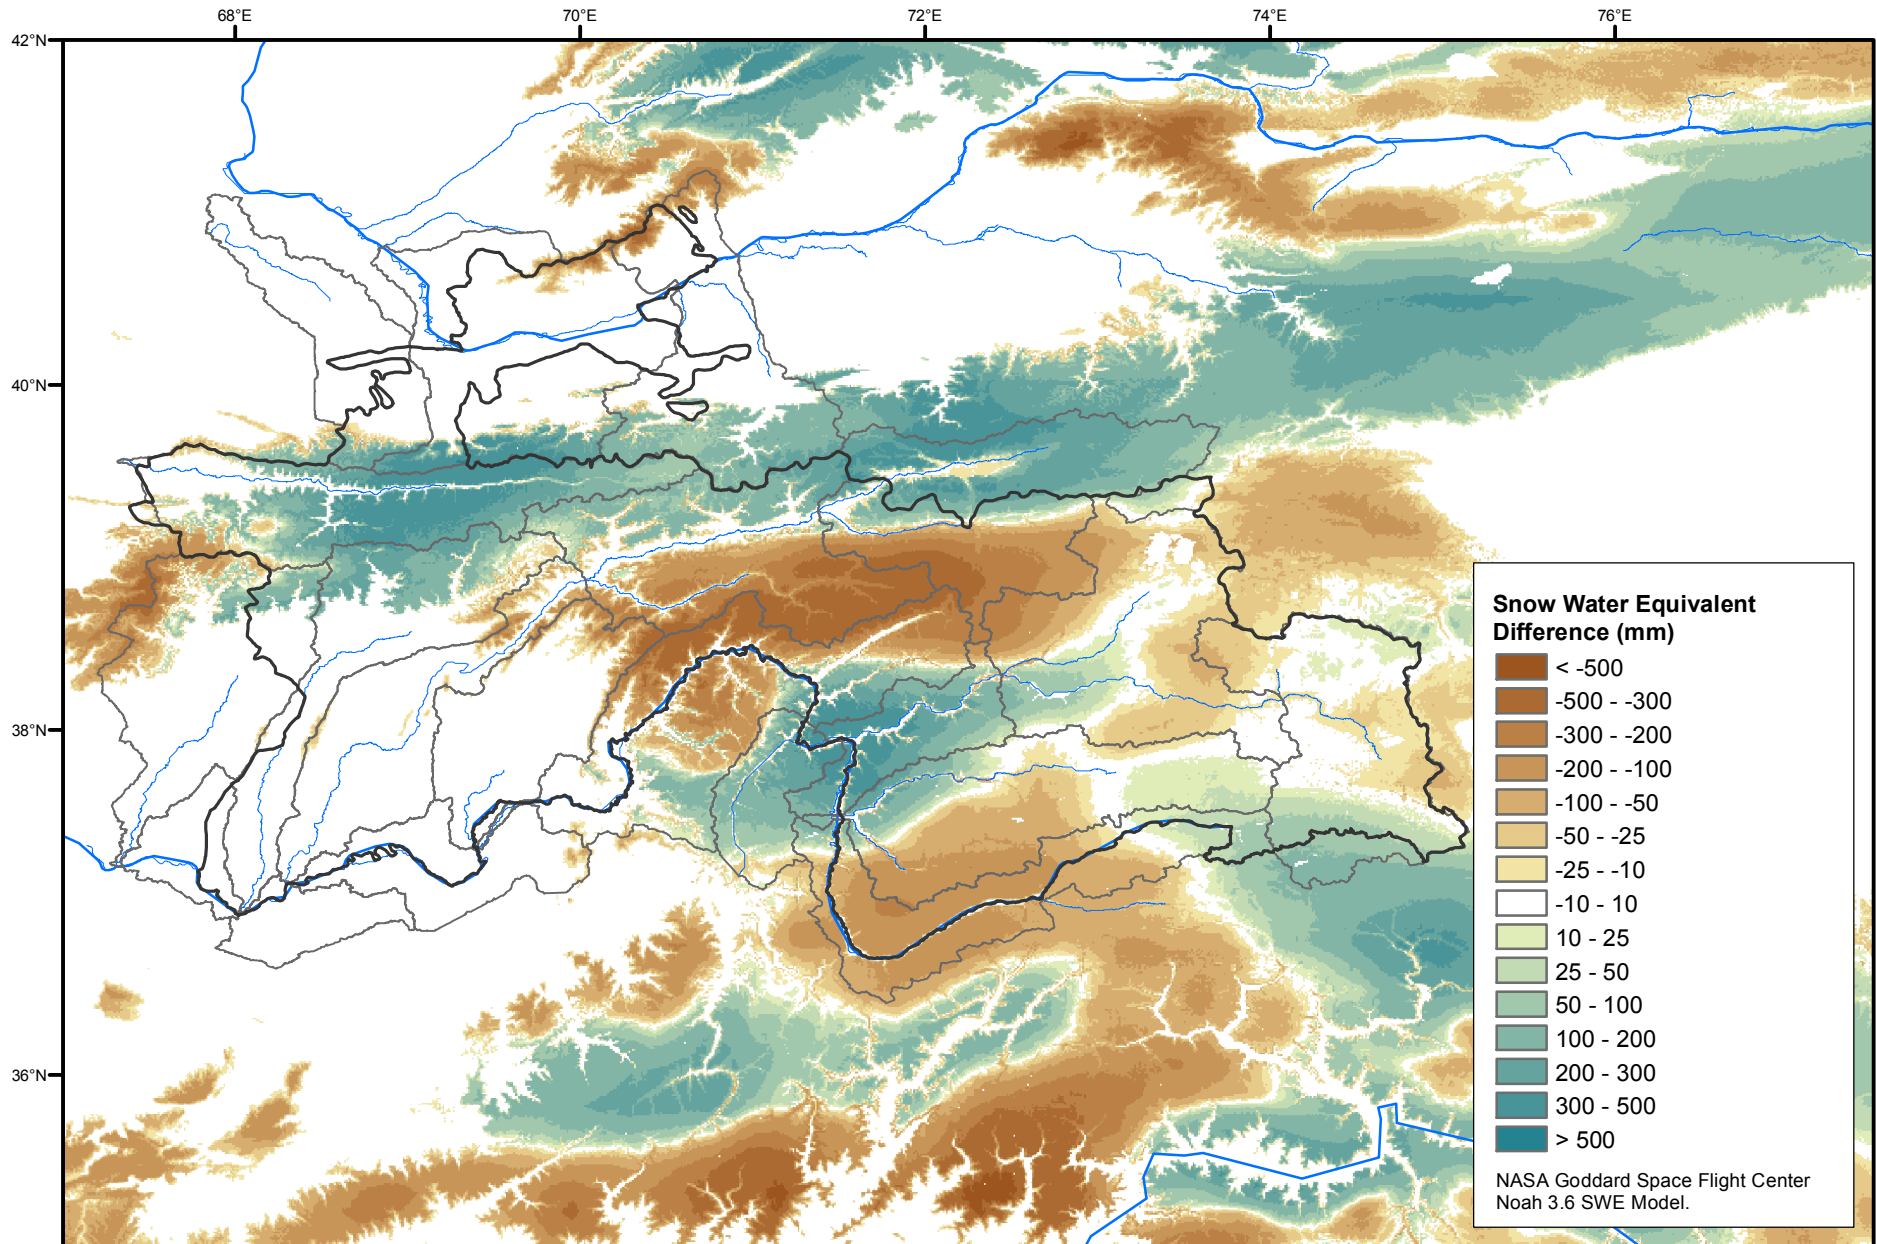 68°E 70°E 72°E 74°E 76°E
42°N
40°N
38°N
36°N
Snow Water Equivalent
Difference (mm)
< -500
-500 - -300
-300 - -200
-200 - -100
-100 - -50
-50 - -25
-25 - -10
-10 - 10
10 - 25
25 - 50
50 - 100
100 - 200
200 - 300
300 - 500
> 500
NASA Goddard Space Flight Center
Noah 3.6 SWE Model.